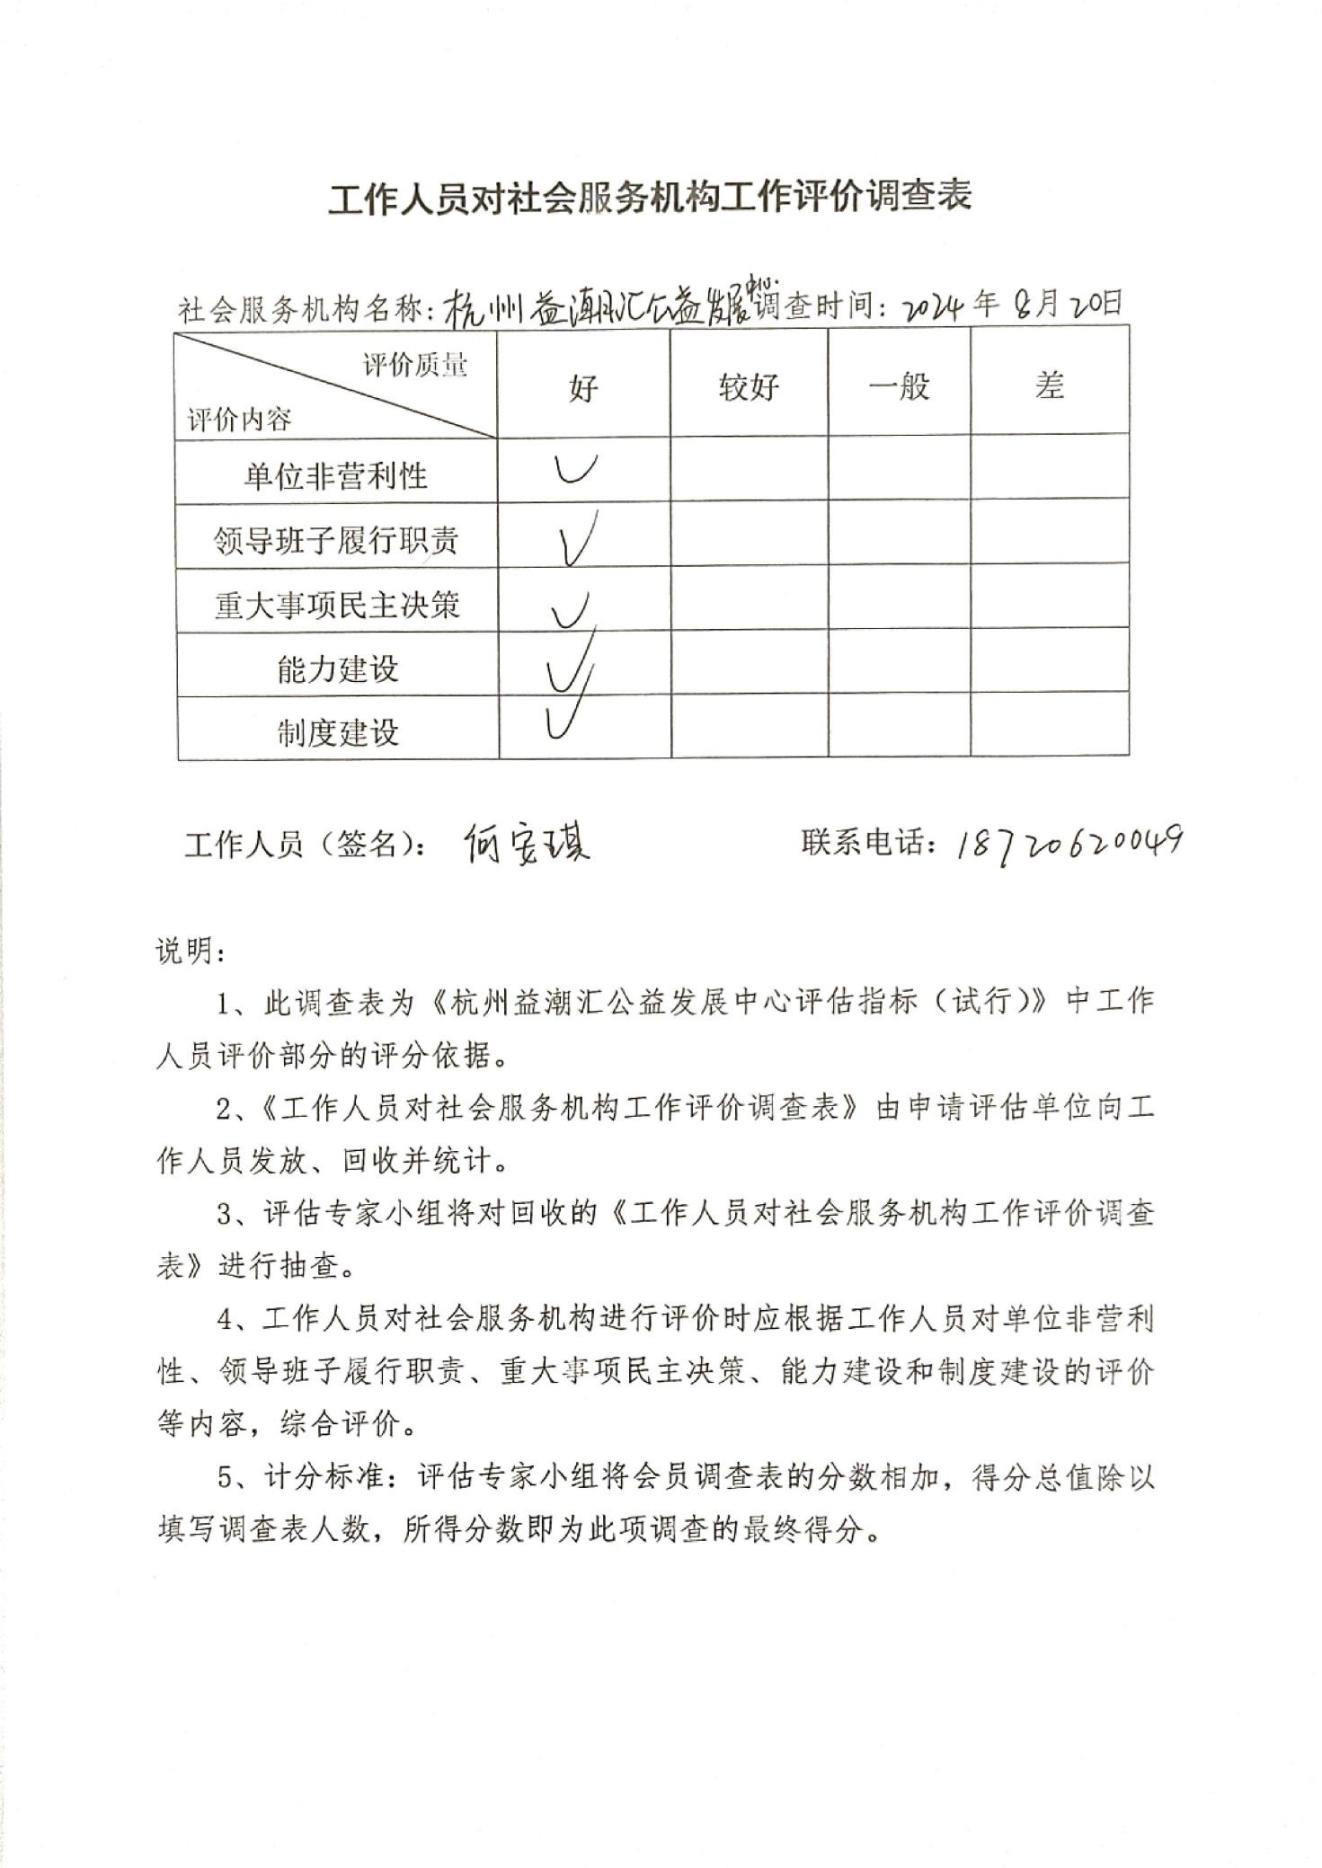 工作人员对社会服务机构工作评价调查表
社会服务机构名称：杭州益潮汇公益发展中心 调查时间：2024年8月20日
评价质量 好 较好 一般 差
评价内容
单位非营利性 ✓
领导班子履行职责 ✓
重大事项民主决策 ✓
能力建设 ✓
制度建设 ✓
工作人员（签名）： 何安琪 联系电话：18720620049
说明：
1、此调查表为《杭州益潮汇公益发展中心评估指标（试行）》中工作
人员评价部分的评分依据。
2、《工作人员对社会服务机构工作评价调查表》由申请评估单位向工
作人员发放、回收并统计。
3、评估专家小组将对回收的《工作人员对社会服务机构工作评价调查
表》进行抽查。
4、工作人员对社会服务机构进行评价时应根据工作人员对单位非营利
性、领导班子履行职责、重大事项民主决策、能力建设和制度建设的评价
等内容，综合评价。
5、计分标准：评估专家小组将会员调查表的分数相加，得分总值除以
填写调查表人数，所得分数即为此项调查的最终得分。